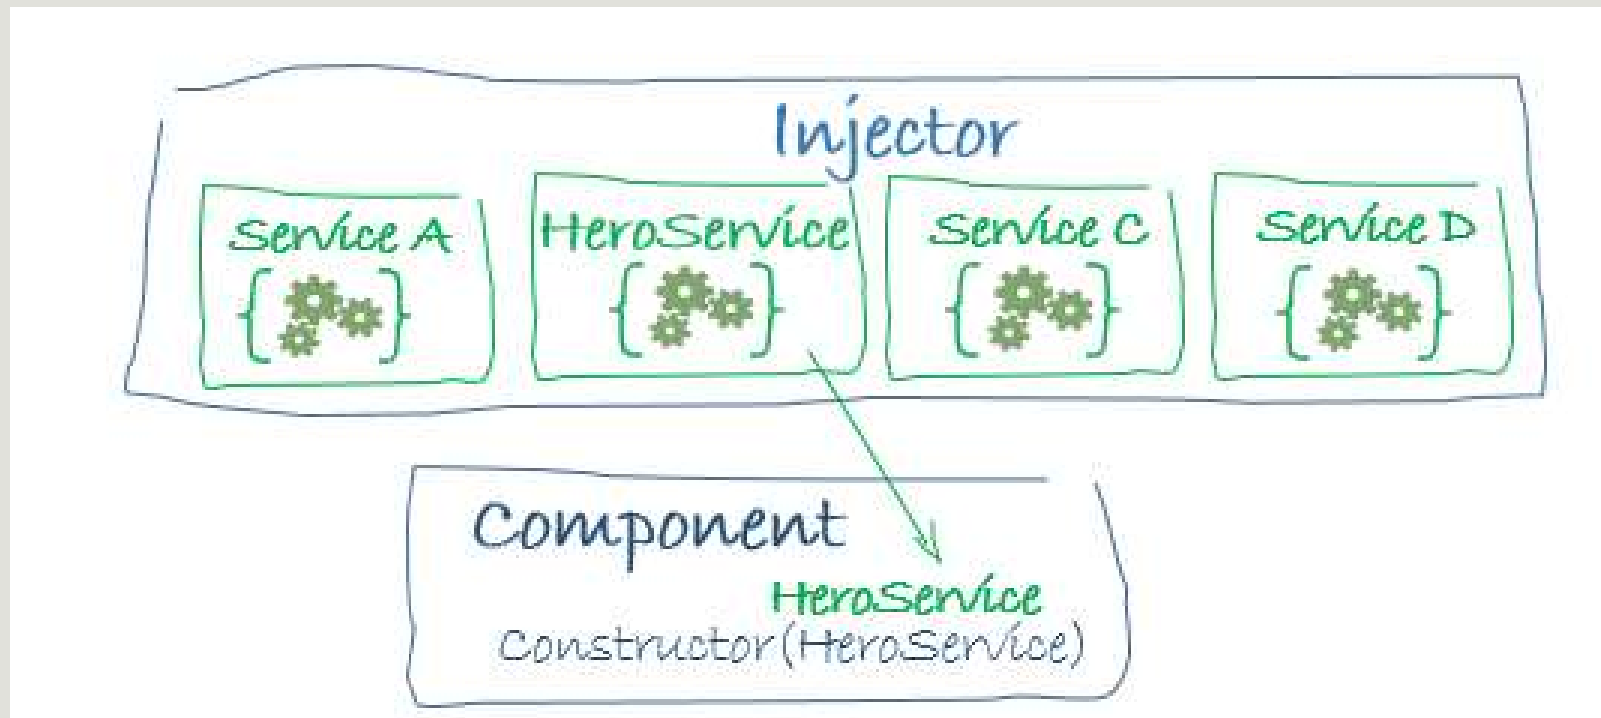 Injector
Service A
HeroService
Service C
Service D
Component
HeroService
Constructor(HeroService)